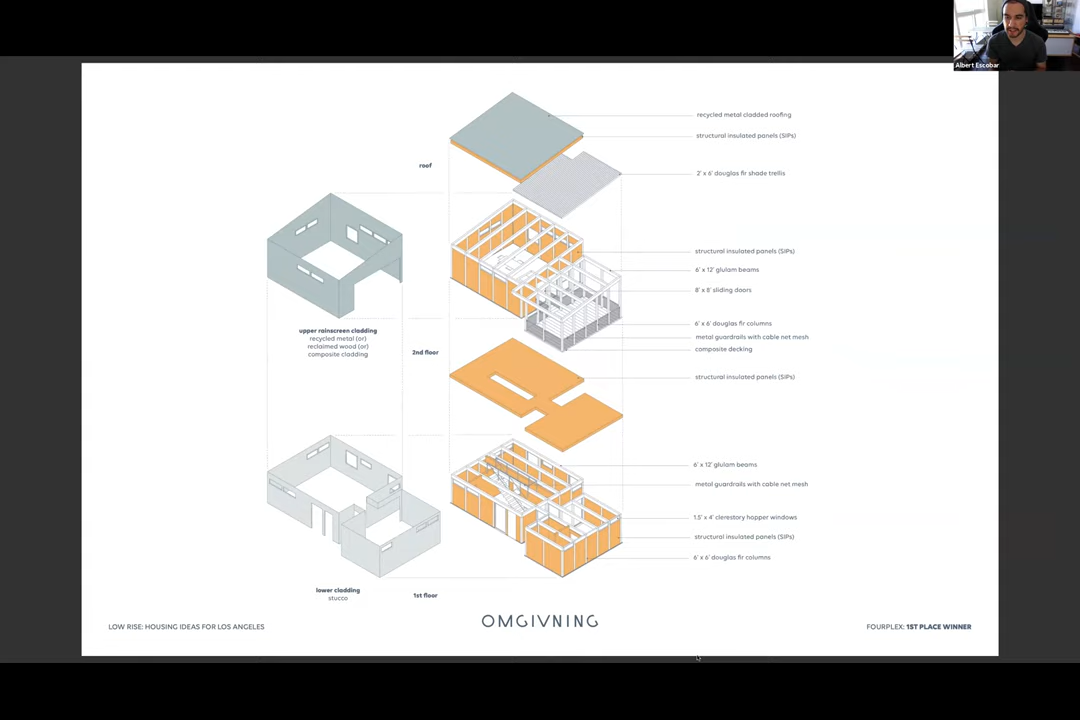 Albert Escobar
recycled metal cladded roofing
structural insulated panels (SIPs)
roof
2' x 6' douglas fir shade trellis
structural insulated panels (SIPs)
6' x 12' glulam beams
8' x 8' sliding doors
6' x 6' douglas fir columns
upper rainscreen cladding
recycled metal (or)
reclaimed wood (or)
composite cladding
metal guardrails with cable net mesh
composite decking
2nd floor
structural insulated panels (SIPs)
6' x 12' glulam beams
metal guardrails with cable net mesh
1.5' x 4' clerestory hopper windows
structural insulated panels (SIPs)
6' x 6' douglas fir columns
lower cladding
stucco
1st floor
OMGIVNING
LOW RISE: HOUSING IDEAS FOR LOS ANGELES
FOURPLEX: 1ST PLACE WINNER